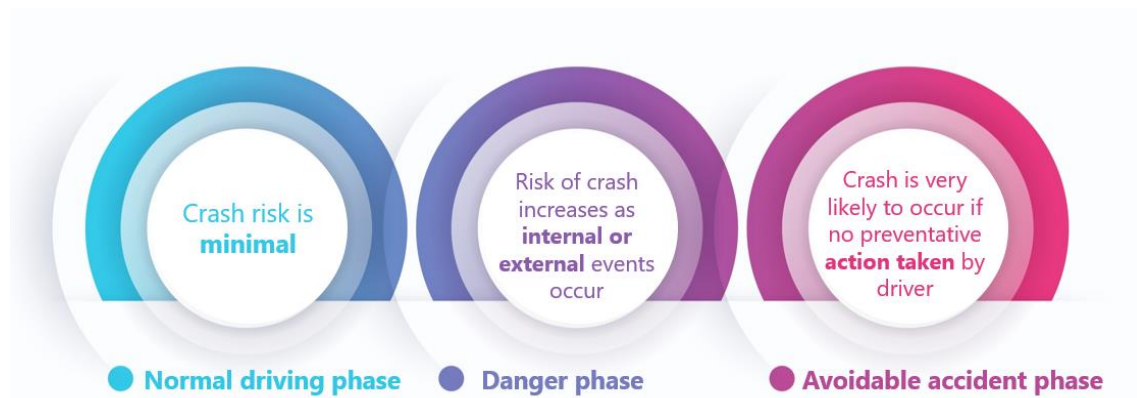 Crash risk is
minimal
Risk of crash
increases as
internal or
external events
occur
Crash is very
likely to occur if
no preventative
action taken by
driver
Normal driving phase
Danger phase
Avoidable accident phase